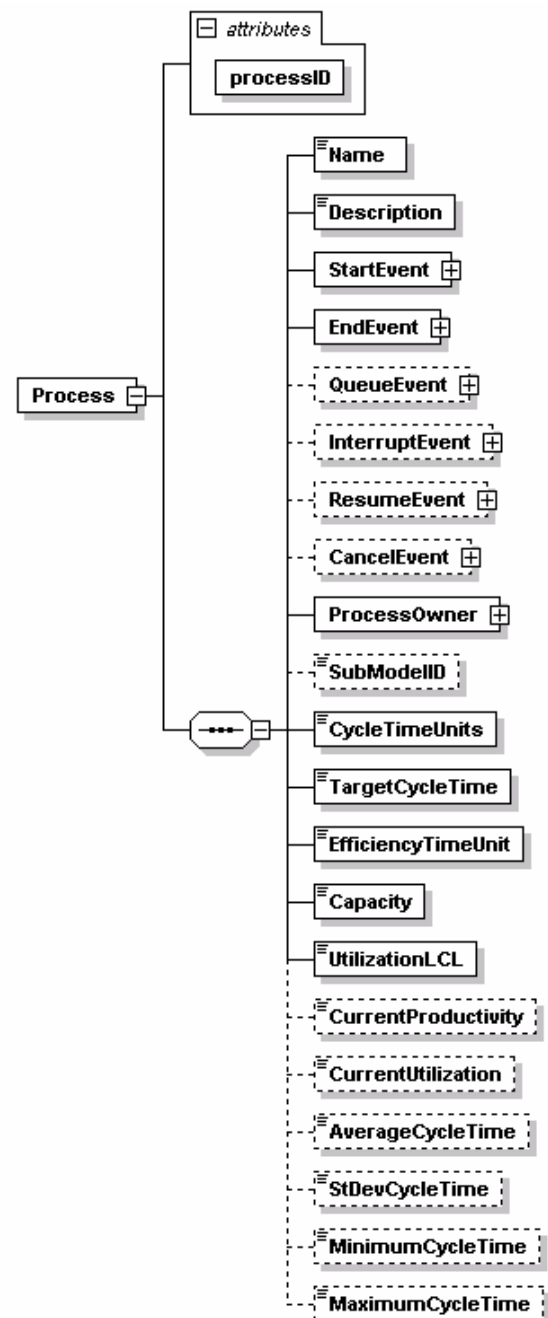 attributes
processID
Name
Description
StartEvent
EndEvent
QueueEvent
Process
InterruptEvent
ResumeEvent
CancelEvent
ProcessOwner
SubModelID
CycleTimeUnits
TargetCycleTime
EfficiencyTimeUnit
Capacity
UtilizationLCL
CurrentProductivity
CurrentUtilization
AverageCycleTime
StDevCycleTime
MinimumCycleTime
MaximumCycleTime